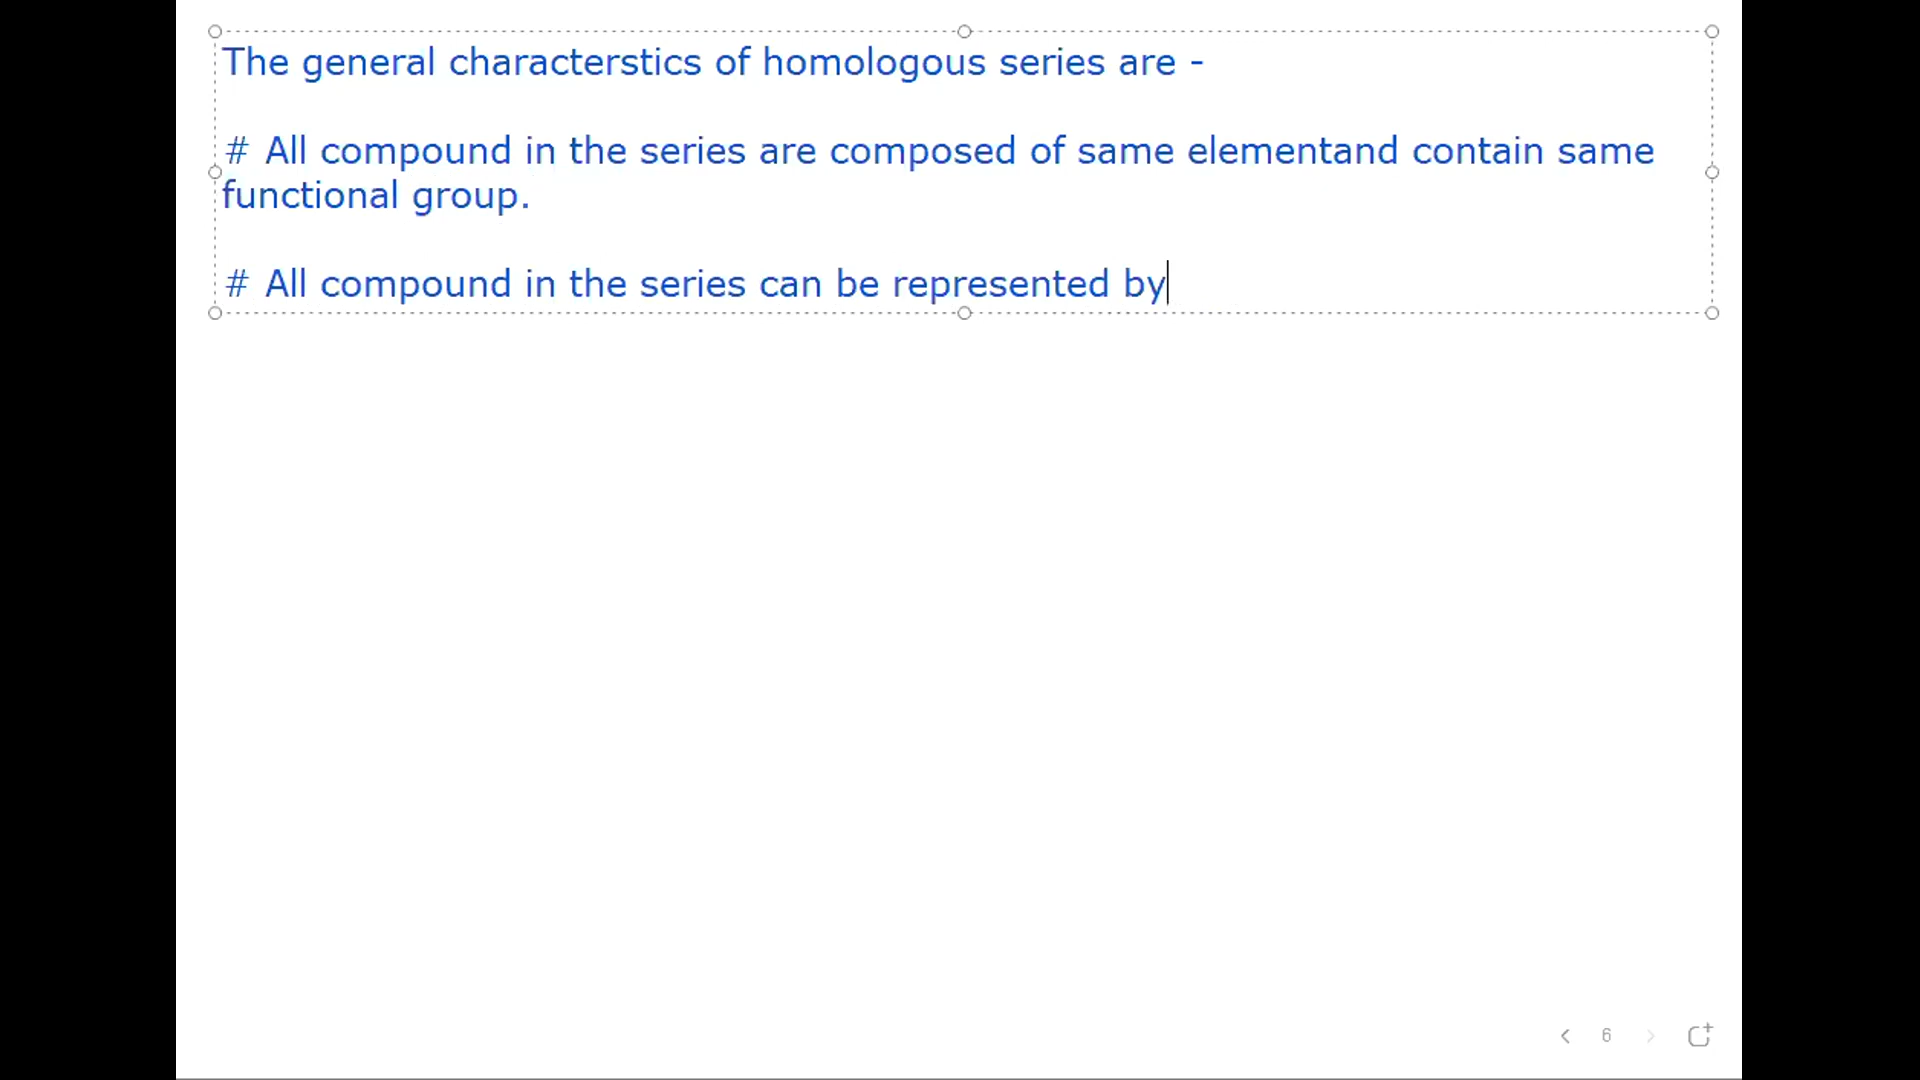 The general characterstics of homologous series are -
# All compound in the series are composed of same elementand contain same
functional group.
# All compound in the series can be represented by
6